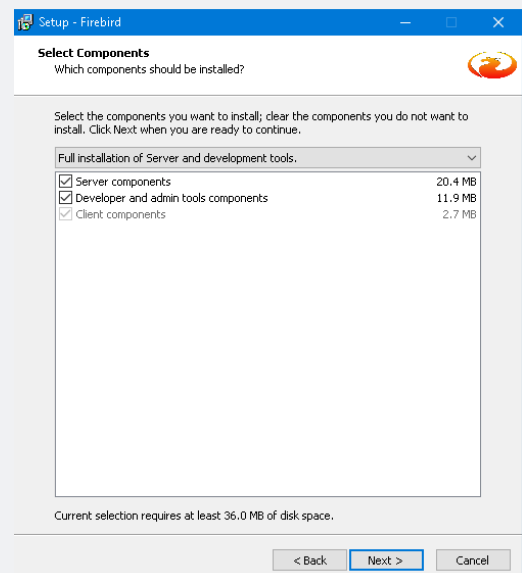 Setup - Firebird
Select Components
Which components should be installed?
Select the components you want to install; clear the components you do not want to
install. Click Next when you are ready to continue.
Full installation of Server and development tools.
Server components 20.4 MB
Developer and admin tools components 11.9 MB
Client components 2.7 MB
Current selection requires at least 36.0 MB of disk space.
< Back Next > Cancel